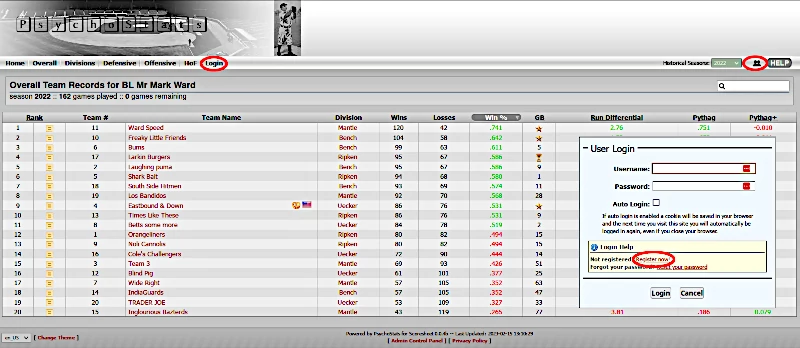 PsychoStats
Home Overall Divisions Defensive Offensive HoF Login
Historical Seasons: 2022 HELP
Overall Team Records for BL Mr Mark Ward
season 2022 :: 162 games played :: 0 games remaining
Rank Team # Team Name Division Wins Losses Win % GB Run Differential Pythag Pythag+
1 11 Ward Speed Mantle 120 42 .741 2.76 .751 -0.010
2 10 Freaky Little Friends Bench 104 58 .642
3 6 Bums Bench 99 63 .611 5
4 17 Larkin Burgers Ripken 95 67 .586
5 2 Laughing puma Bench 95 67 .586 9
6 5 Shark Bait Ripken 94 68 .580 1
7 18 South Side Hitmen Bench 93 69 .574 11
8 19 Los Bandidos Mantle 92 70 .568 28
9 4 Eastbound & Down Uecker 86 76 .531
10 13 Times Like These Ripken 86 76 .531 9
11 8 Betts some more Uecker 84 78 .519 2
12 1 Orangeliners Ripken 80 82 .494 15
13 9 Noli Cannolis Ripken 80 82 .494 15
14 16 Cole's Challengers Uecker 72 90 .444 14
15 3 Team 3 Mantle 69 93 .426 51
16 12 Blind Pig Uecker 61 101 .377 25
17 7 Wide Right Mantle 57 105 .352 63
18 14 IndiaGuards Bench 57 105 .352 47
19 20 TRADER JOE Uecker 53 109 .327 33
20 15 Inglourious Bazterds Mantle 43 119 .265 77 3.81 .186 0.079
User Login
Username:
Password:
Auto Login:
If auto login is enabled a cookie will be saved in your browser
and the next time you visit this site you will automatically be
logged in again, even if you close your browser.
Login Help
Not registered? Register now!
Forgot your password? Reset your password
Login Cancel
en_US [ Change Theme ]
Powered by PsychoStats for Scoresheet 0.0.4b -- Last Updated: 2023-02-15 13:10:29
[ Admin Control Panel ] [ Privacy Policy ]